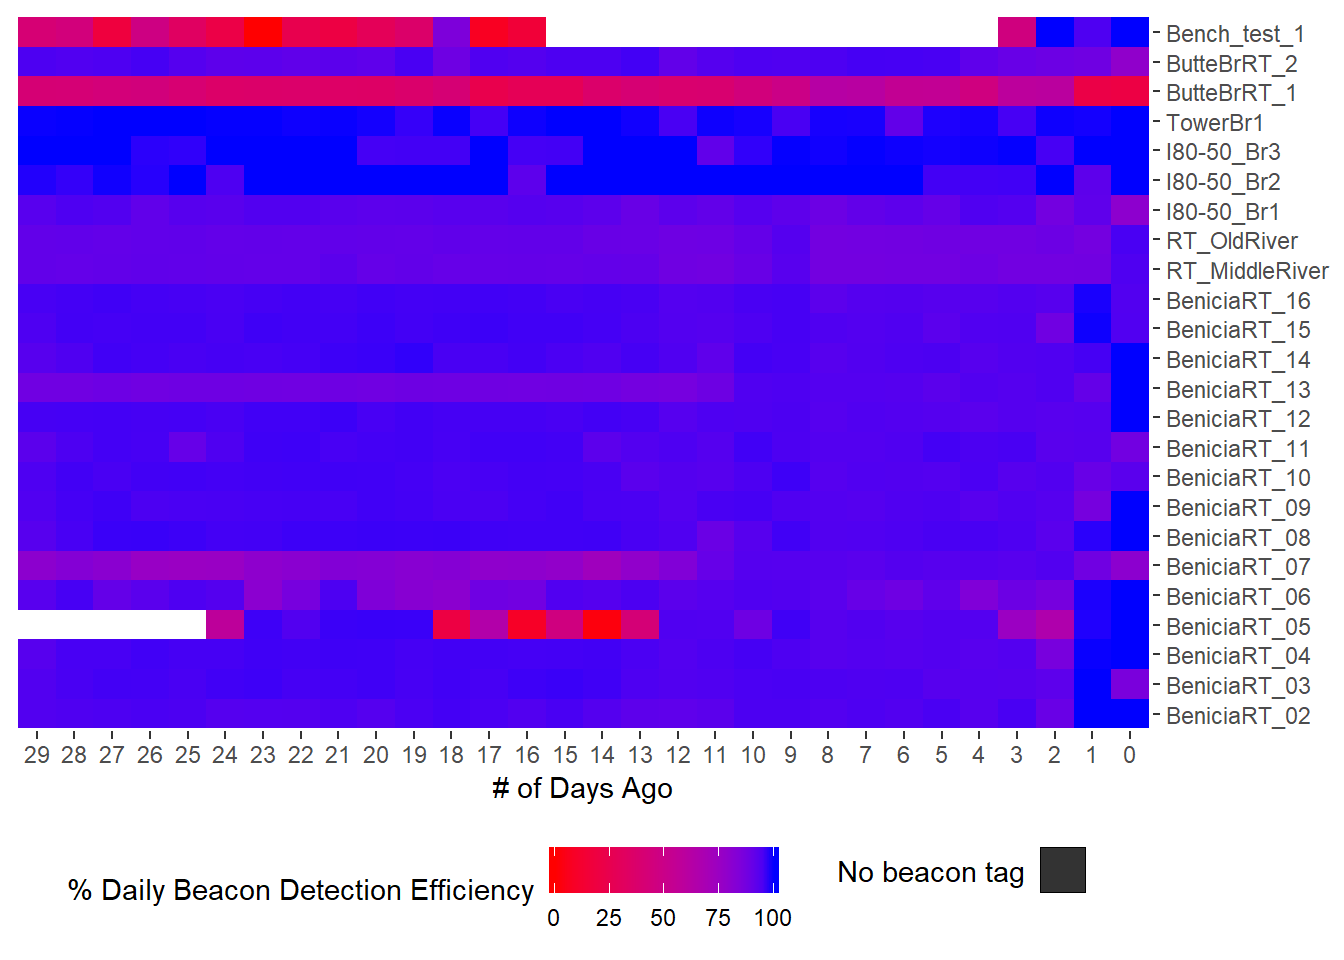 Bench_test_1
ButteBrRT_2
ButteBrRT_1
TowerBr1
I80-50_Br3
I80-50_Br2
I80-50_Br1
RT_OldRiver
RT_MiddleRiver
BeniciaRT_16
BeniciaRT_15
BeniciaRT_14
BeniciaRT_13
BeniciaRT_12
BeniciaRT_11
BeniciaRT_10
BeniciaRT_09
BeniciaRT_08
BeniciaRT_07
BeniciaRT_06
BeniciaRT_05
BeniciaRT_04
BeniciaRT_03
BeniciaRT_02
29 28 27 26 25 24 23 22 21 20 19 18 17 16 15 14 13 12 11 10 9 8 7 6 5 4 3 2 1 0
# of Days Ago
% Daily Beacon Detection Efficiency
0 25 50 75 100
No beacon tag